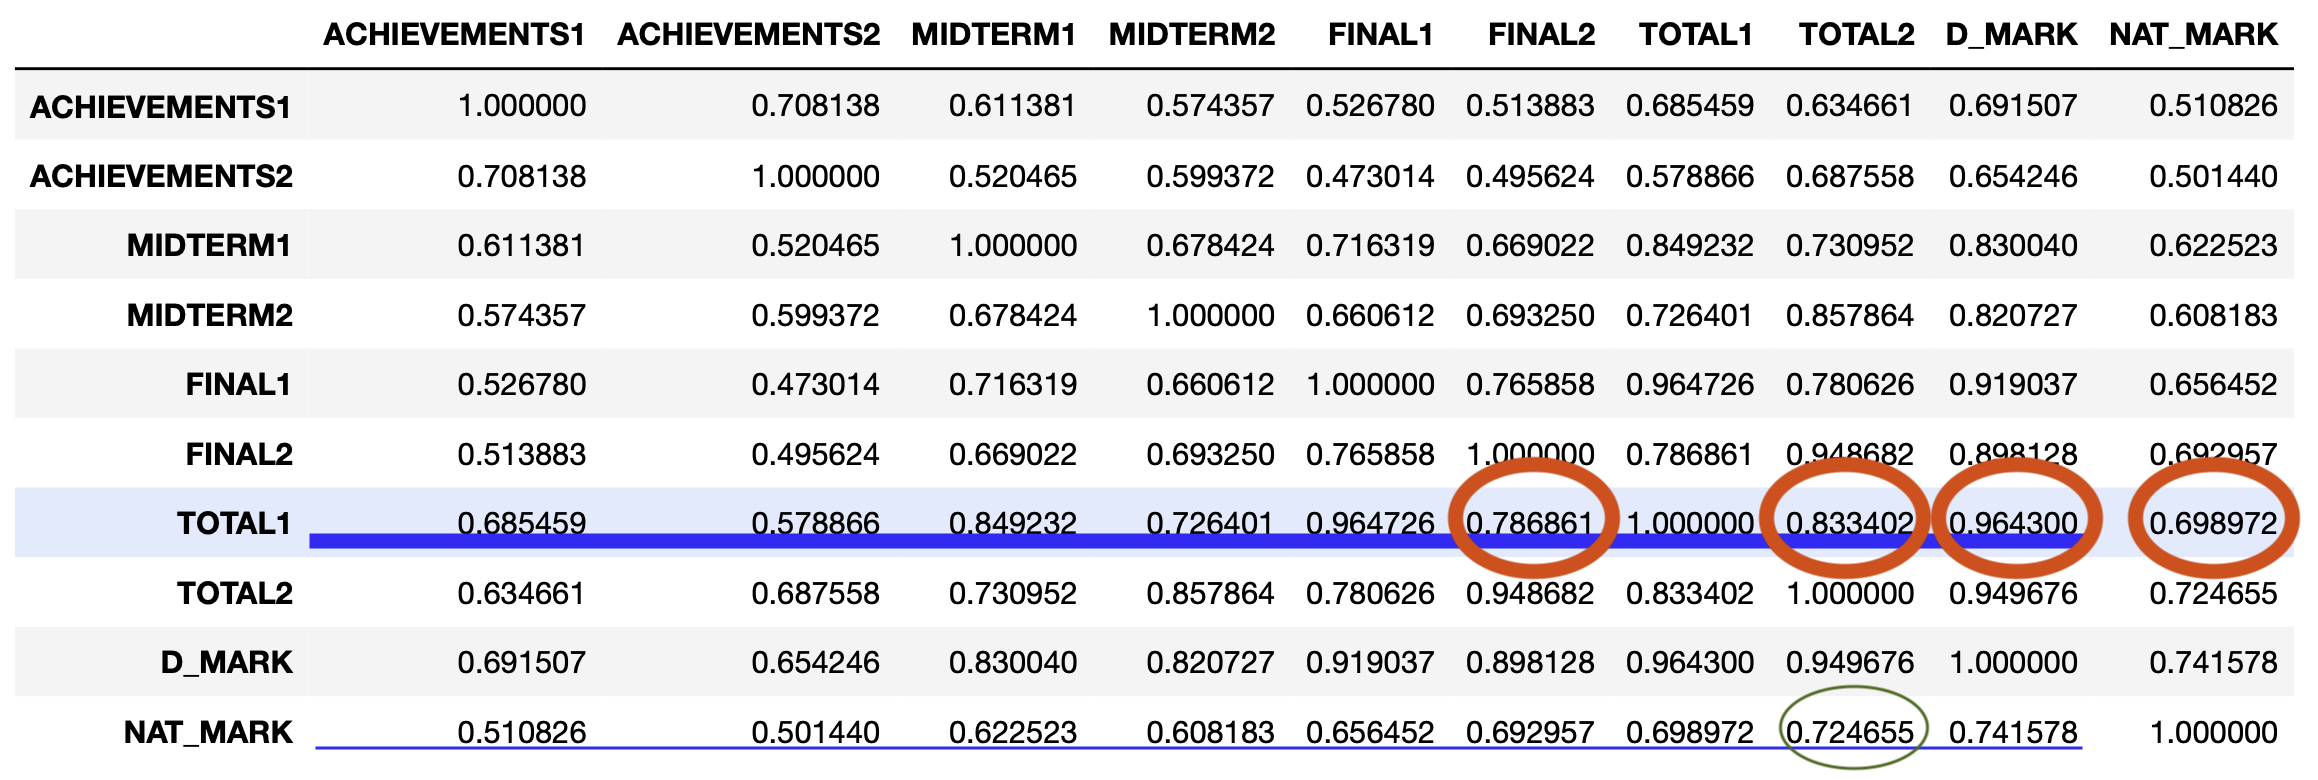 ACHIEVEMENTS1 ACHIEVEMENTS2 MIDTERM1 MIDTERM2 FINAL1 FINAL2 TOTAL1 TOTAL2 D_MARK NAT_MARK
ACHIEVEMENTS1 1.000000 0.708138 0.611381 0.574357 0.526780 0.513883 0.685459 0.634661 0.691507 0.510826
ACHIEVEMENTS2 0.708138 1.000000 0.520465 0.599372 0.473014 0.495624 0.578866 0.687558 0.654246 0.501440
MIDTERM1 0.611381 0.520465 1.000000 0.678424 0.716319 0.669022 0.849232 0.730952 0.830040 0.622523
MIDTERM2 0.574357 0.599372 0.678424 1.000000 0.660612 0.693250 0.726401 0.857864 0.820727 0.608183
FINAL1 0.526780 0.473014 0.716319 0.660612 1.000000 0.765858 0.964726 0.780626 0.919037 0.656452
FINAL2 0.513883 0.495624 0.669022 0.693250 0.765858 1.000000 0.786861 0.948682 0.898128 0.692957
TOTAL1 0.685459 0.578866 0.849232 0.726401 0.964726 0.786861 1.000000 0.833402 0.964300 0.698972
TOTAL2 0.634661 0.687558 0.730952 0.857864 0.780626 0.948682 0.833402 1.000000 0.949676 0.724655
D_MARK 0.691507 0.654246 0.830040 0.820727 0.919037 0.898128 0.964300 0.949676 1.000000 0.741578
NAT_MARK 0.510826 0.501440 0.622523 0.608183 0.656452 0.692957 0.698972 0.724655 0.741578 1.000000